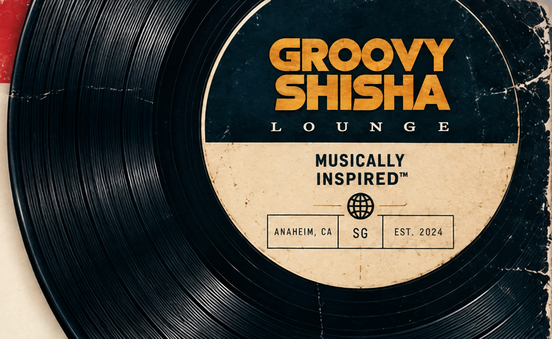 GROOVY
SHISHA
LOUNGE
MUSICALLY
INSPIRED™
ANAHEIM, CA SG EST. 2024